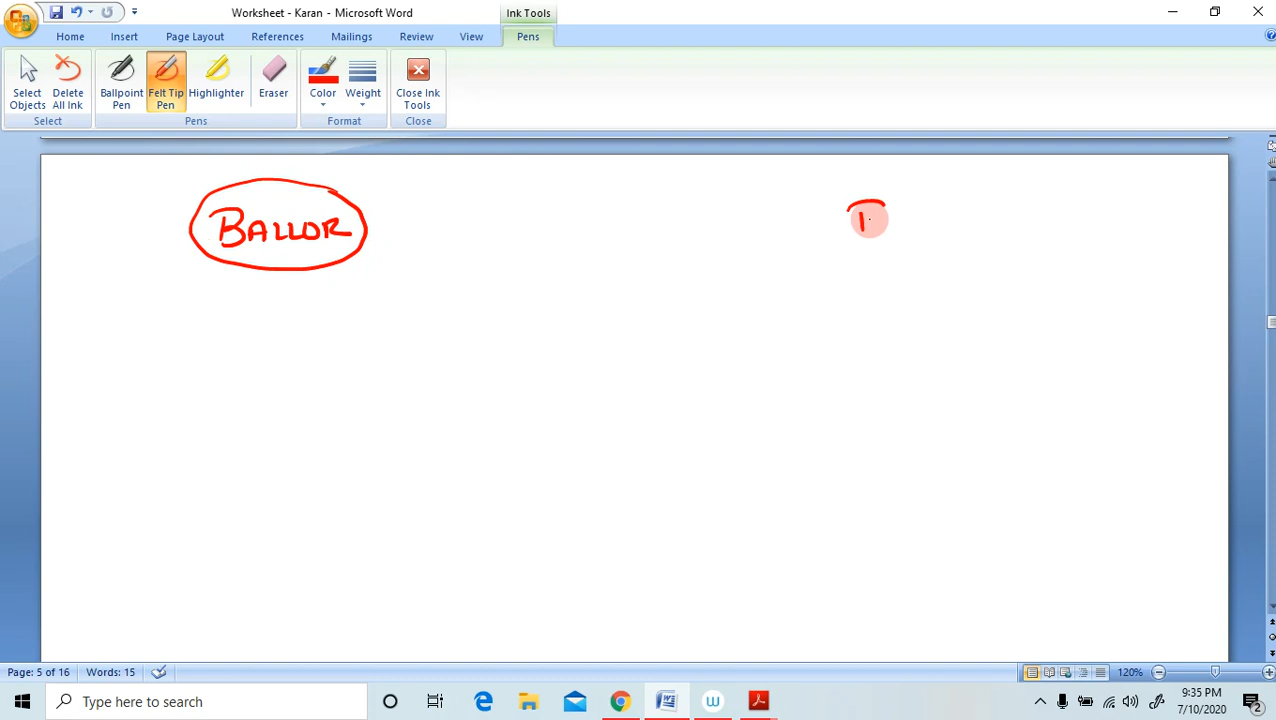 Worksheet - Karan - Microsoft Word
Ink Tools
Home Insert Page Layout References Mailings Review View Pens
Select Objects
Delete All Ink
Ballpoint Pen
Felt Tip Pen
Highlighter
Eraser
Color
Weight
Close Ink Tools
Select Pens Format Close
BALLOR
Page: 5 of 16 Words: 15 120%
Type here to search
9:35 PM
7/10/2020
2